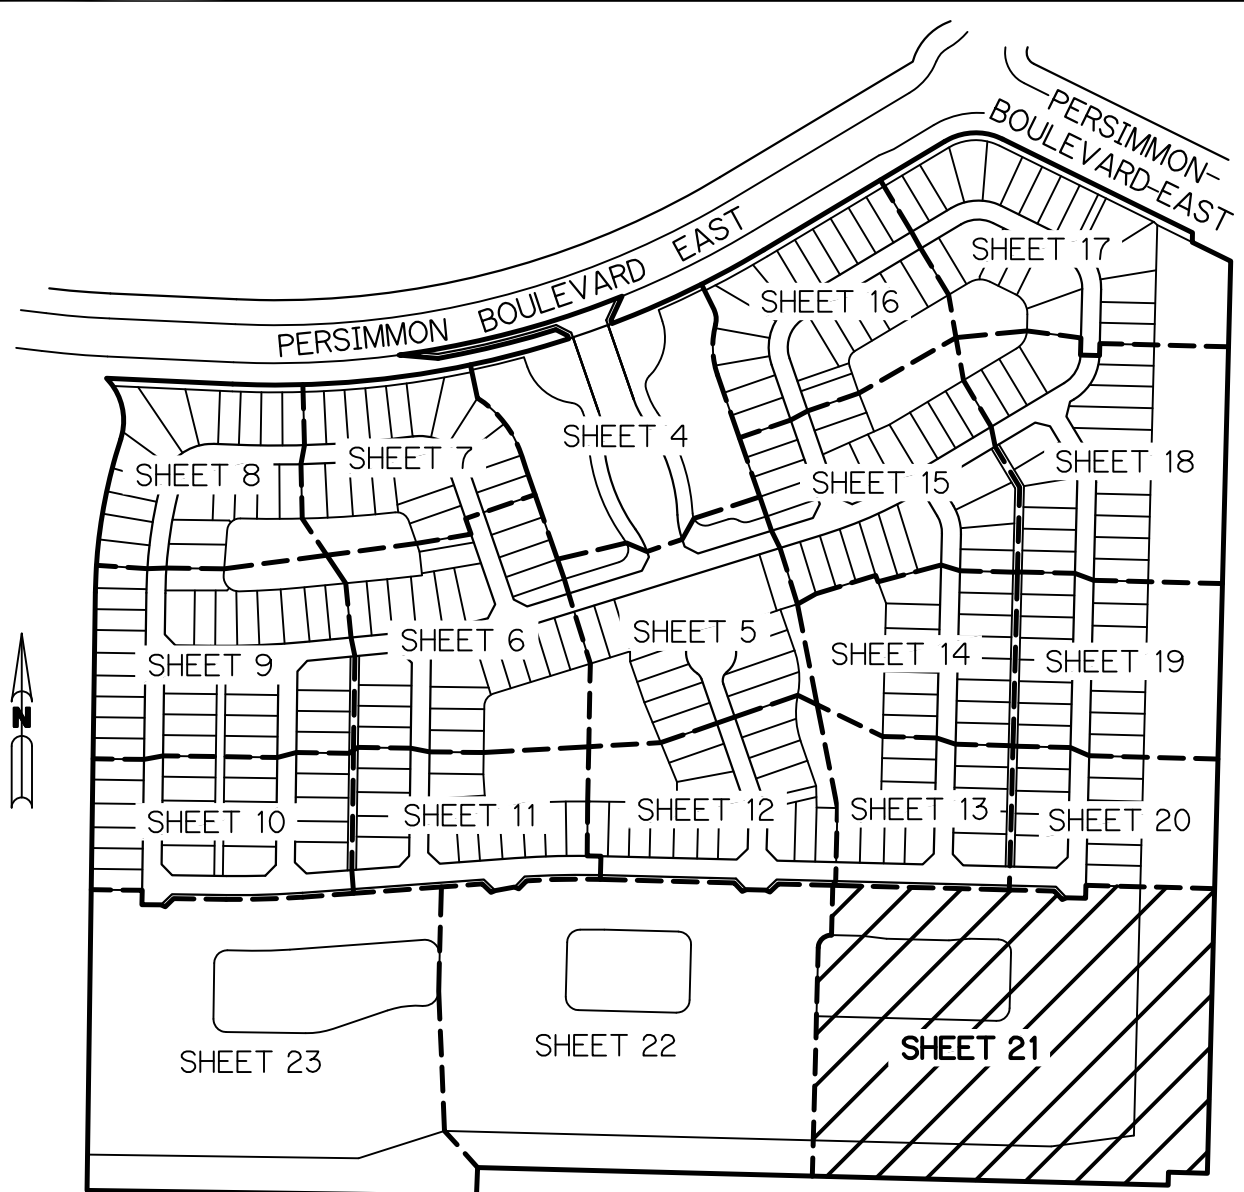 PERSIMMON-
BOULEVARD-EAST
PERSIMMON BOULEVARD EAST
SHEET 17
SHEET 16
SHEET 4
SHEET 7
SHEET 8
SHEET 18
SHEET 15
SHEET 5
SHEET 6
SHEET 14
SHEET 9
SHEET 19
N
SHEET 10
SHEET 11
SHEET 12
SHEET 13
SHEET 20
SHEET 23
SHEET 22
SHEET 21